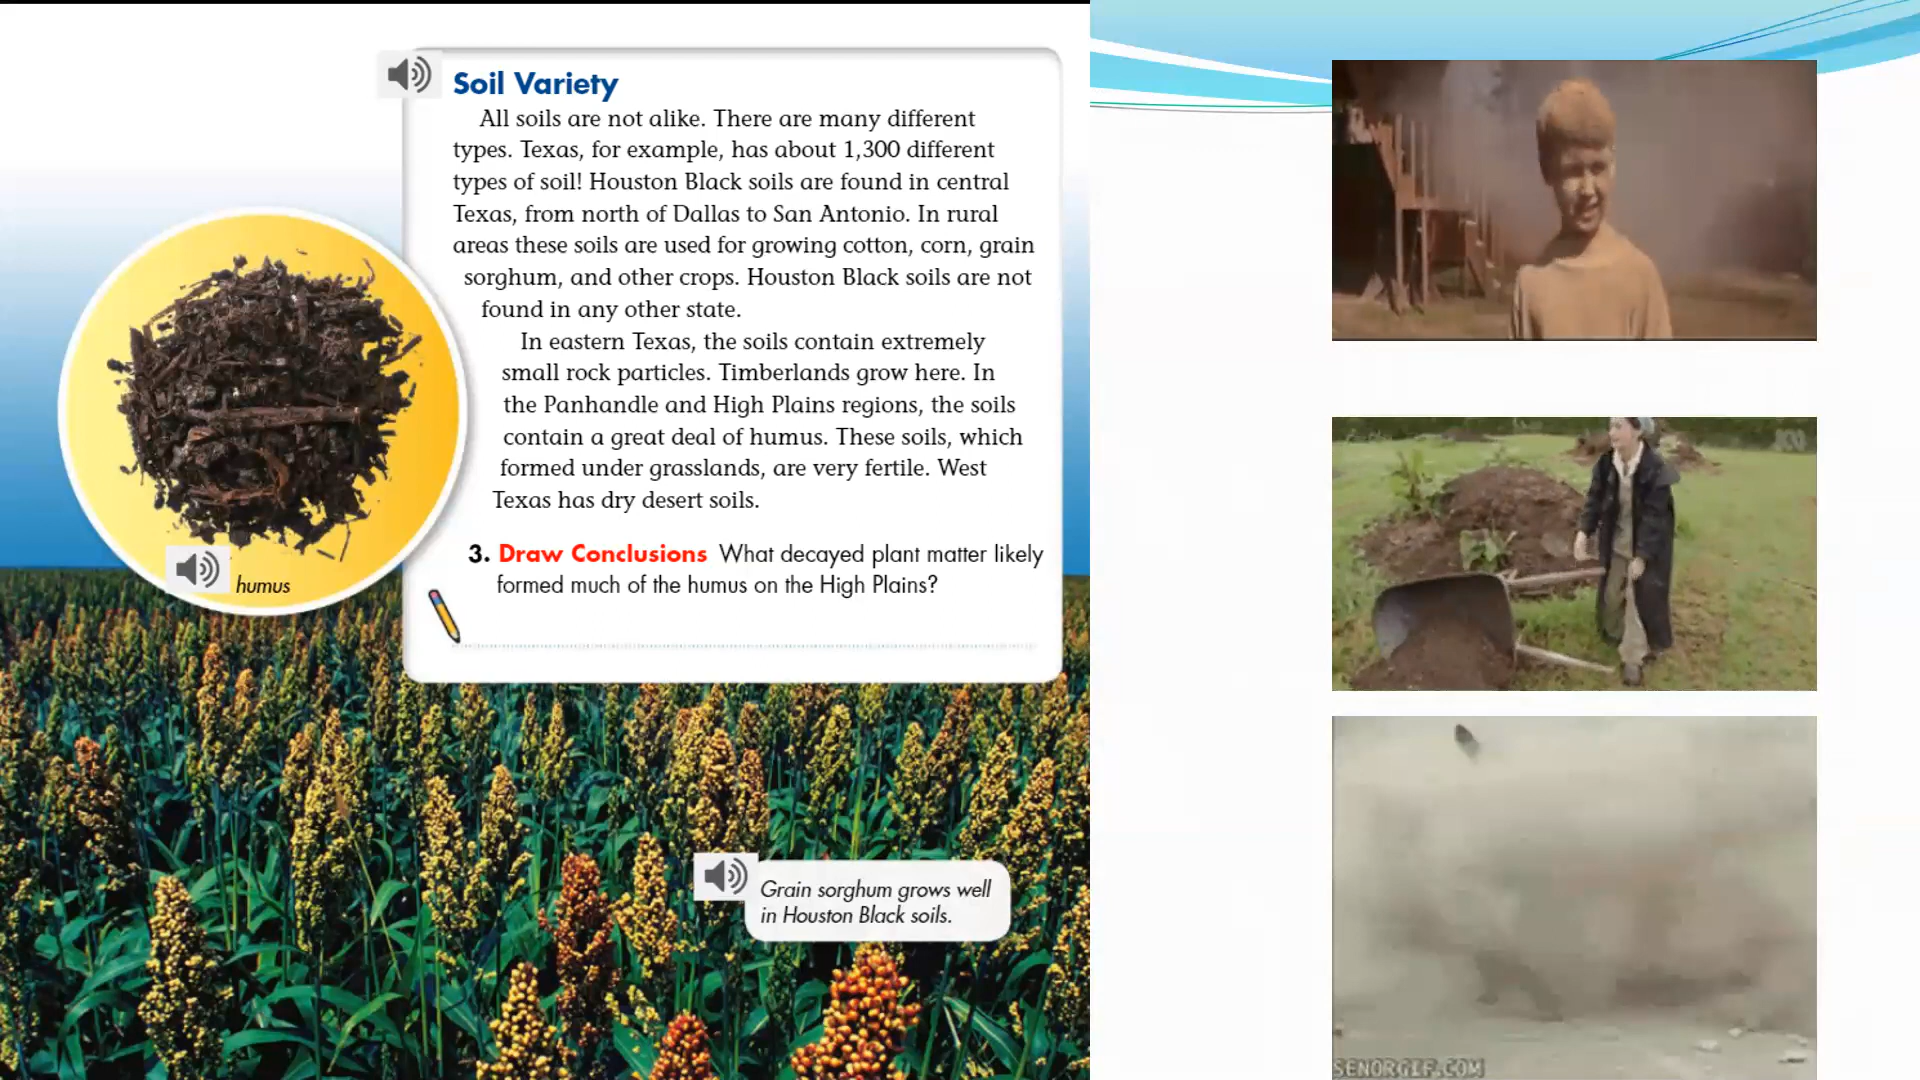 Soil Variety
All soils are not alike. There are many different
types. Texas, for example, has about 1,300 different
types of soil! Houston Black soils are found in central
Texas, from north of Dallas to San Antonio. In rural
areas these soils are used for growing cotton, corn, grain
sorghum, and other crops. Houston Black soils are not
found in any other state.
In eastern Texas, the soils contain extremely
small rock particles. Timberlands grow here. In
the Panhandle and High Plains regions, the soils
contain a great deal of humus. These soils, which
formed under grasslands, are very fertile. West
Texas has dry desert soils.
3. Draw Conclusions What decayed plant matter likely
formed much of the humus on the High Plains?
humus
Grain sorghum grows well
in Houston Black soils.
SENORGIF.COM